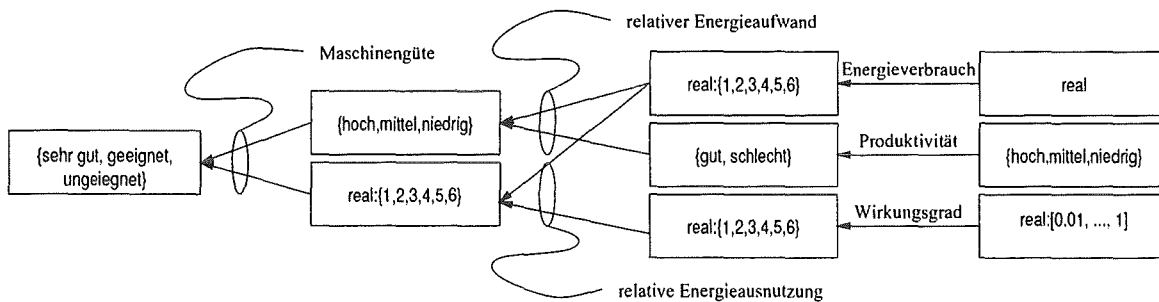 relativer Energieaufwand
Maschinengüte
real:{1,2,3,4,5,6}
Energieverbrauch
real
{hoch,mittel,niedrig}
{sehr gut, geeignet,
ungeiegnet}
{gut, schlecht}
Produktivität
{hoch,mittel,niedrig}
real:{1,2,3,4,5,6}
real:{1,2,3,4,5,6}
Wirkungsgrad
real:[0.01, ..., 1]
relative Energieausnutzung